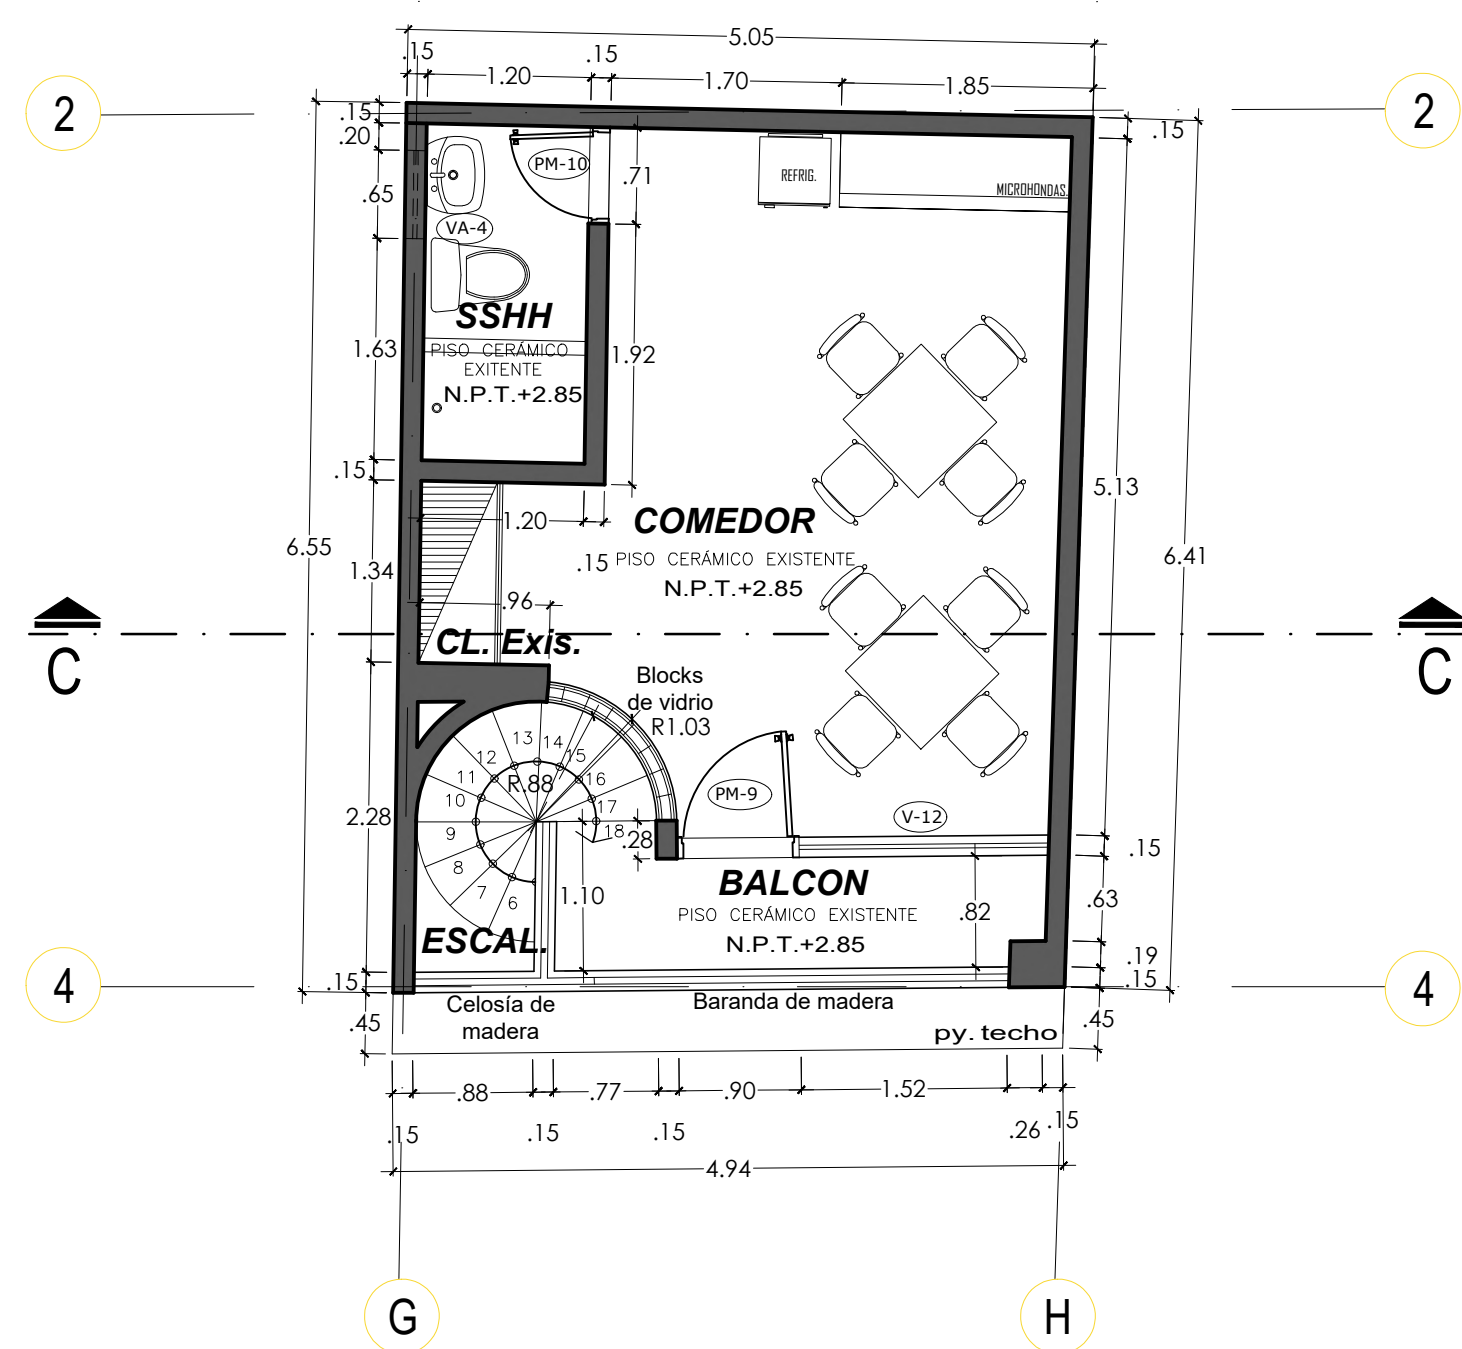 5.05
.15
.15
1.20
1.70
1.85
2
2
.15
.15
.20
PM-10
.71
REFRIG.
.65
MICROHONDAS.
VA-4
SSHH
1.63
PISO CERÁMICO
1.92
EXITENTE
N.P.T.+2.85
.15
5.13
1.20
COMEDOR
6.55
6.41
1.34
.15
PISO CERÁMICO EXISTENTE
N.P.T.+2.85
.96
CL. Exis.
C
C
Blocks
de vidrio
R1.03
13
14
12
15
11
R.88
16
10
17
PM-9
2.28
9
18
.28
V-12
.15
8
7
6
1.10
BALCON
.63
PISO CERÁMICO EXISTENTE
.82
ESCAL.
N.P.T.+2.85
.19
4
.15
.15
4
Celosía de
madera
Baranda de madera
.45
.45
py. techo
.88
.77
.90
1.52
.15
.15
.15
.26
.15
4.94
G
H